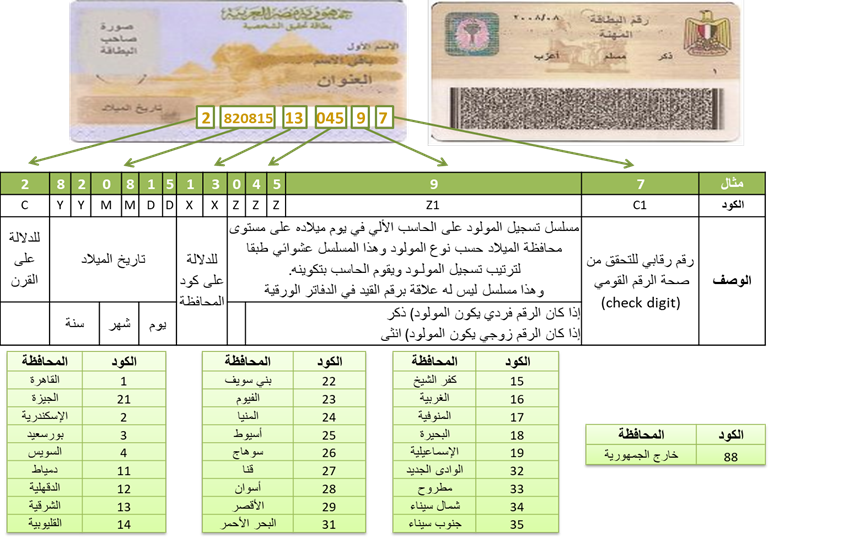 جمهورية مصر العربية
بطاقة تحقيق الشخصية
صورة
صاحب
البطاقة
الاسم الأول
باقي الاسم
العنوان
تاريخ الميلاد
2 820815 13 045 9 7
رقم البطاقة ٢٠٠٨/٠٨
المهنة
ذكر مسلم أعزب
١
مثال 7 9 5 4 0 3 1 5 1 8 0 2 8 2
الكود C1 Z1 Z Z Z X X D D M M Y Y C
الوصف
رقم رقابي للتحقق من
صحة الرقم القومي
(check digit)
مسلسل تسجيل المولود على الحاسب الآلي في يوم ميلاده على مستوى
محافظة الميلاد حسب نوع المولود وهذا المسلسل عشوائي طبقا
لترتيب تسجيل المولود ويقوم الحاسب بتكوينه.
وهذا مسلسل ليس له علاقة برقم القيد في الدفاتر الورقية
إذا كان الرقم فردي يكون المولود) ذكر
إذا كان الرقم زوجي يكون المولود) انثى
للدلالة
على كود
المحافظة
تاريخ الميلاد
يوم شهر سنة
للدلالة
على
القرن
الكود المحافظة
1 القاهرة
21 الجيزة
2 الإسكندرية
3 بورسعيد
4 السويس
11 دمياط
12 الدقهلية
13 الشرقية
14 القليوبية
الكود المحافظة
22 بني سويف
23 الفيوم
24 المنيا
25 أسيوط
26 سوهاج
27 قنا
28 أسوان
29 الأقصر
31 البحر الأحمر
الكود المحافظة
15 كفر الشيخ
16 الغربية
17 المنوفية
18 البحيرة
19 الإسماعيلية
32 الوادى الجديد
33 مطروح
34 شمال سيناء
35 جنوب سيناء
الكود المحافظة
88 خارج الجمهورية